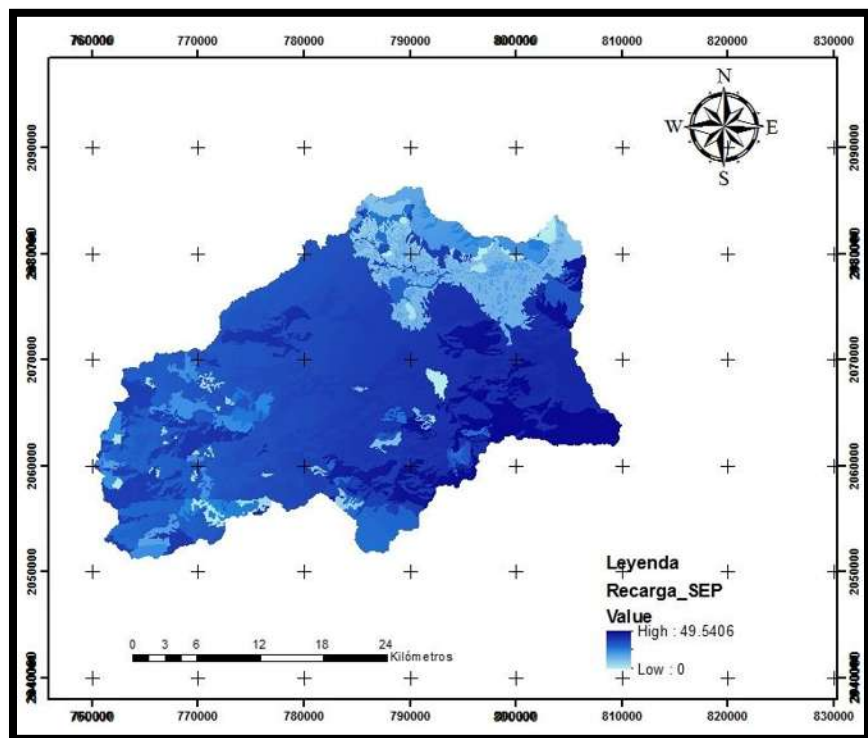 760000 770000 780000 790000 800000 810000 820000 830000
N
W E
S
2090000 2090000
2070000 2070000
2060000 2060000
2050000 2050000
Leyenda
Recarga_SEP
Value
High : 49.5406
Low : 0
0 3 6 12 18 24
Kilómetros
760000 770000 780000 790000 800000 810000 820000 830000